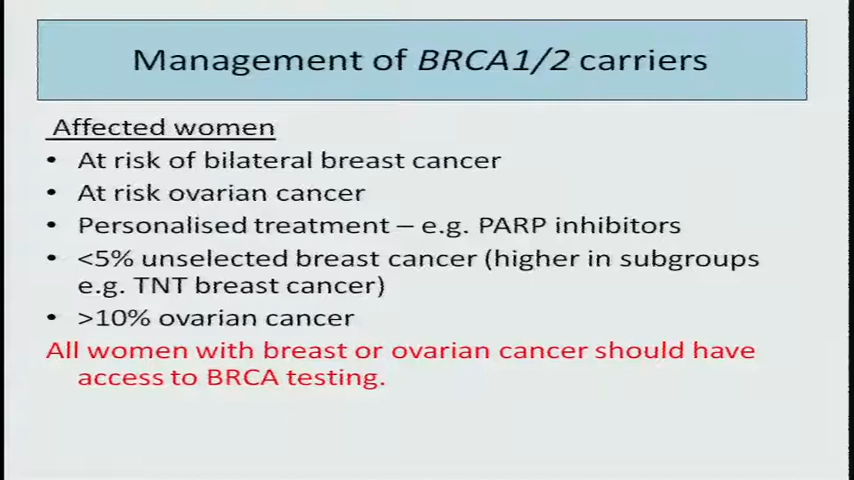 Management of BRCA1/2 carriers
Affected women
• At risk of bilateral breast cancer
• At risk ovarian cancer
• Personalised treatment – e.g. PARP inhibitors
• <5% unselected breast cancer (higher in subgroups
e.g. TNT breast cancer)
• >10% ovarian cancer
All women with breast or ovarian cancer should have
access to BRCA testing.